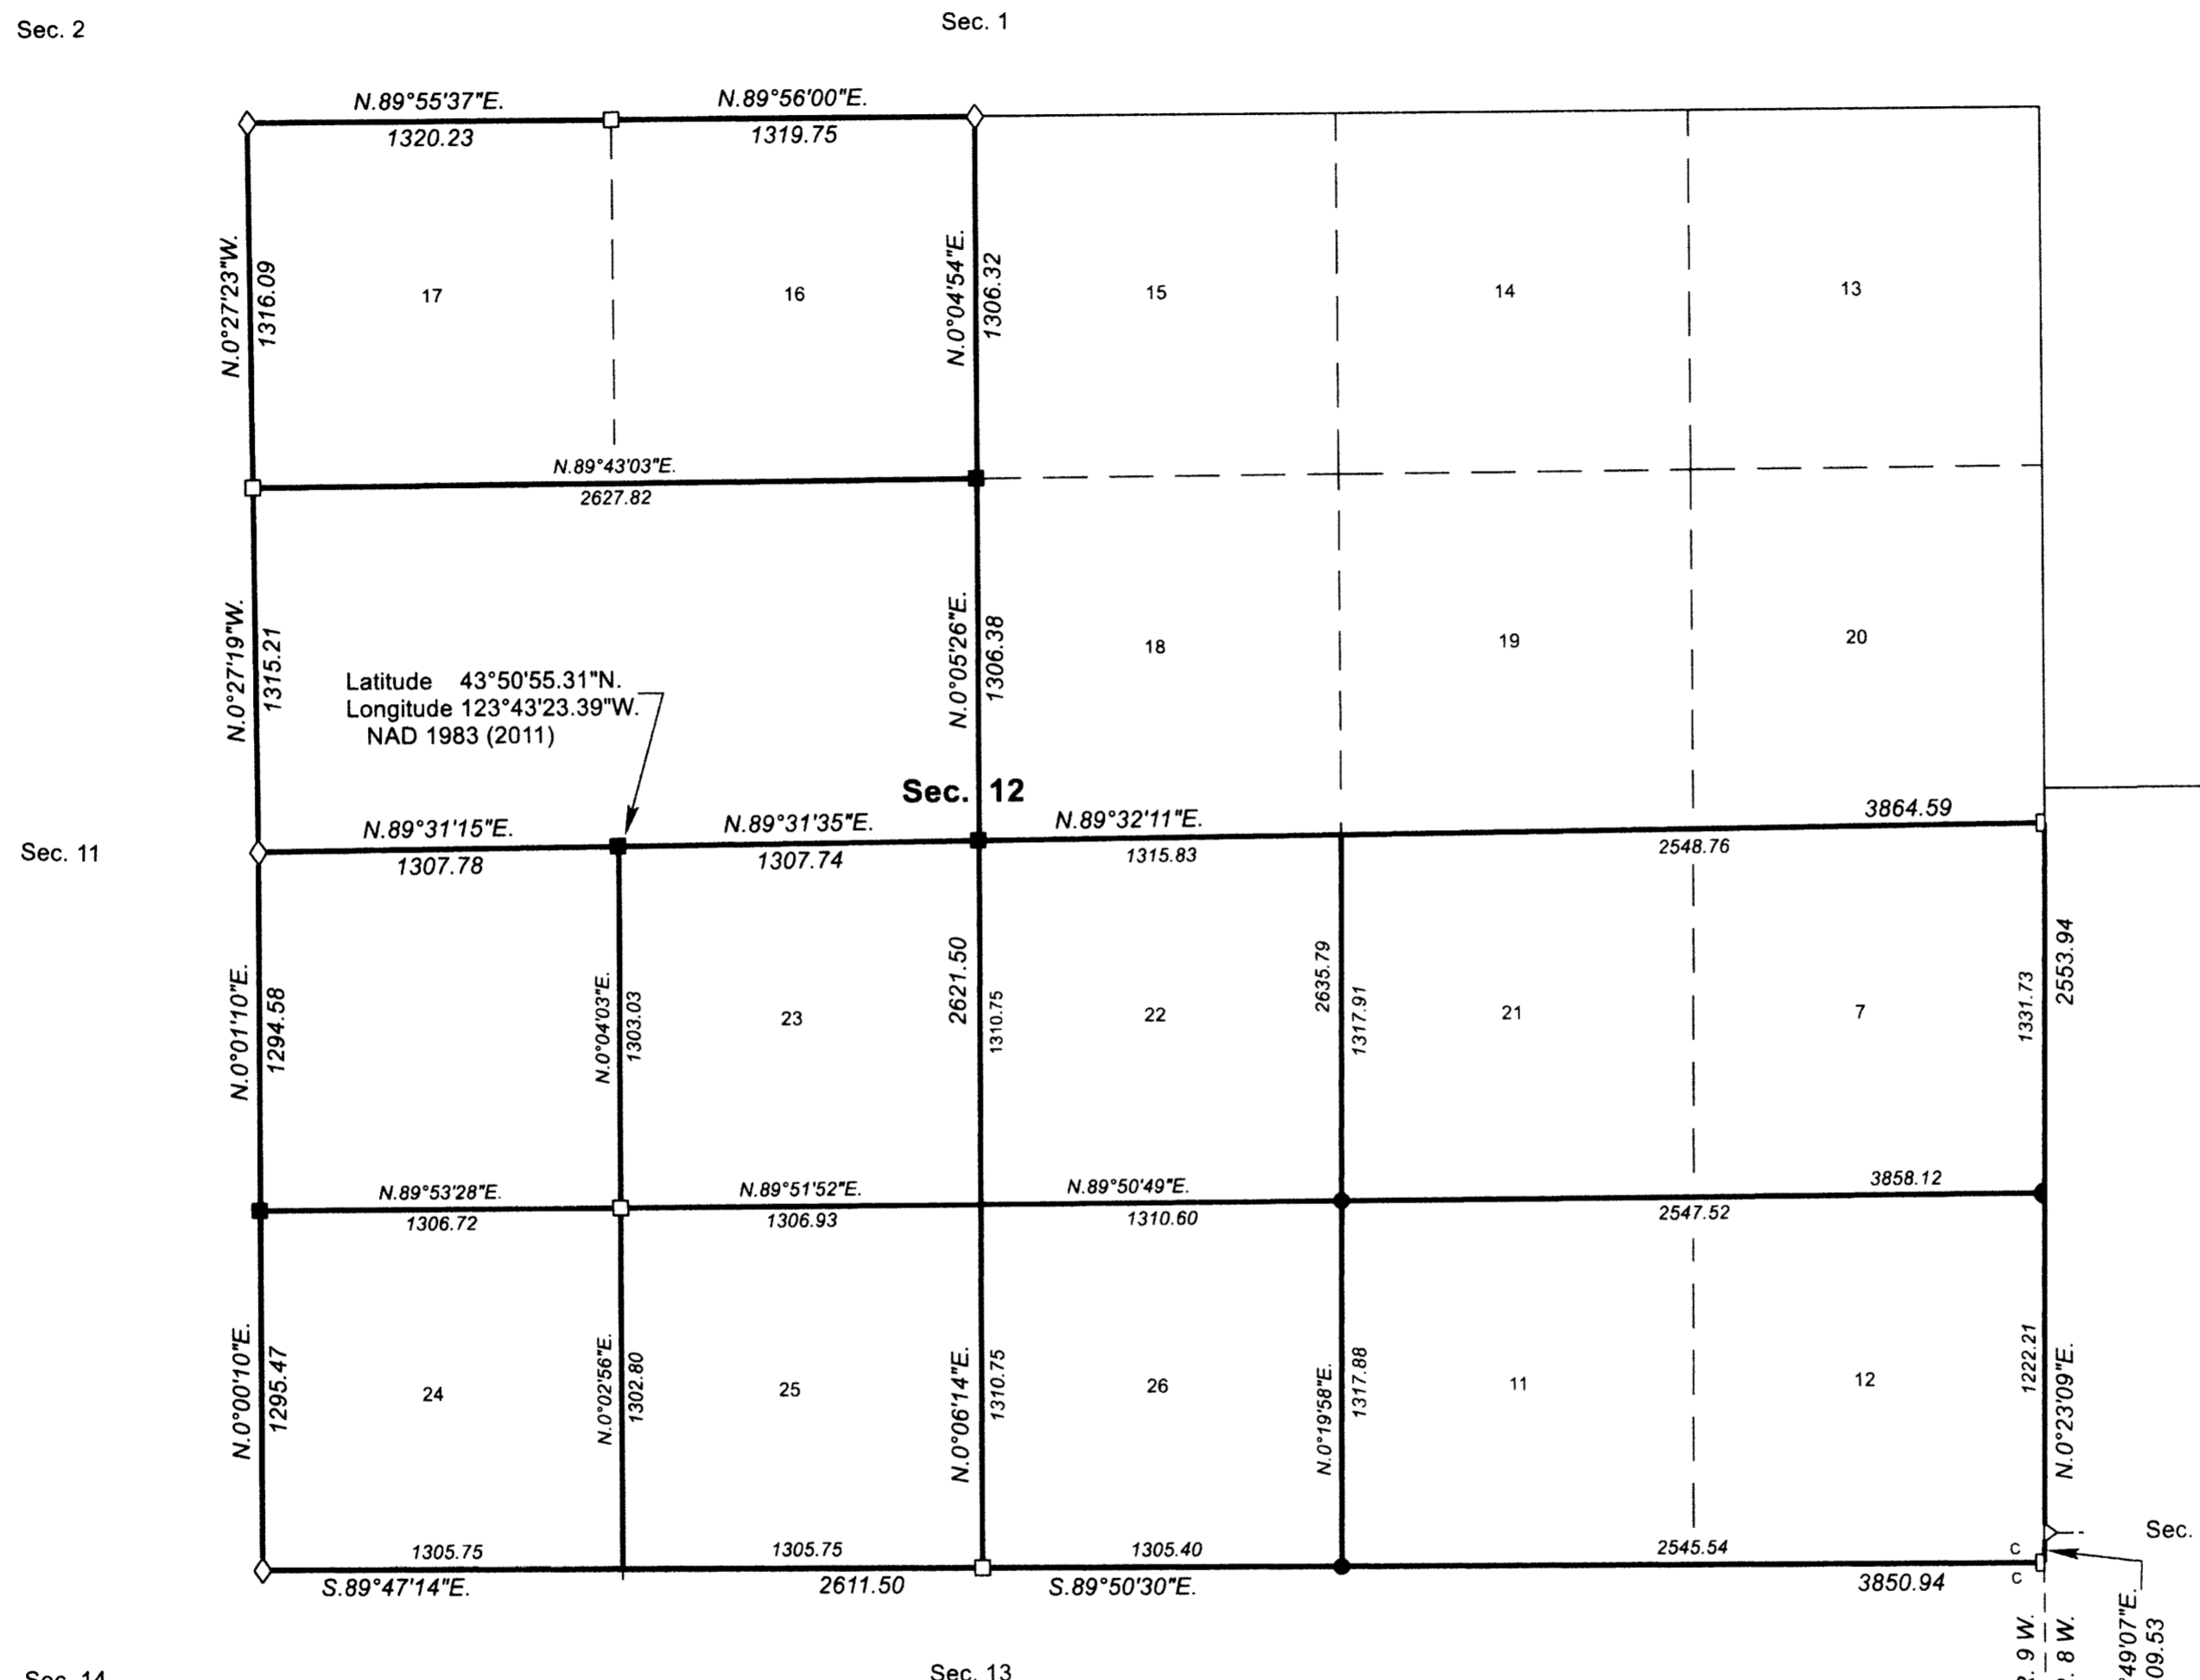 Sec. 2
Sec. 1
N.89°55'37"E.
1320.23
N.89°56'00"E.
1319.75
N.0°27'23"W.
1316.09
17
16
N.0°04'54"E.
1306.32
15
14
13
N.89°43'03"E.
2627.82
N.0°27'19"W.
1315.21
Latitude 43°50'55.31"N.
Longitude 123°43'23.39"W.
NAD 1983 (2011)
N.0°05'26"E.
1306.38
18
19
20
Sec. 12
Sec. 11
N.89°31'15"E.
1307.78
N.89°31'35"E.
1307.74
N.89°32'11"E.
1315.83
3864.59
2548.76
N.0°01'10"E.
1294.58
N.0°04'03"E.
1303.03
23
2621.50
1310.75
22
2635.79
1317.91
21
7
1331.73
2553.94
N.89°53'28"E.
1306.72
N.89°51'52"E.
1306.93
N.89°50'49"E.
1310.60
3858.12
2547.52
N.0°00'10"E.
1295.47
24
N.0°02'56"E.
1302.80
25
N.0°06'14"E.
1310.75
26
N.0°19'58"E.
1317.88
11
12
1222.21
N.0°23'09"E.
Sec.
1305.75
S.89°47'14"E.
1305.75
2611.50
1305.40
S.89°50'30"E.
2545.54
3850.94
C
C
. 9 W.
. 8 W.
°49'07"E.
09.53
Sec. 14
Sec. 13